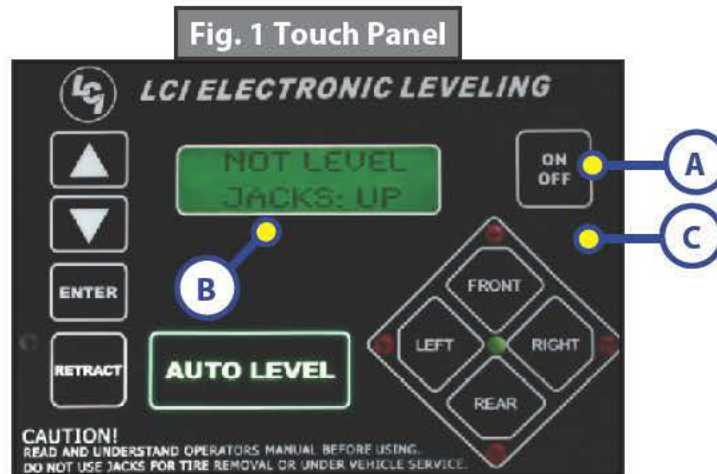 Fig. 1 Touch Panel
LCI
LCI ELECTRONIC LEVELING
NOT LEVEL
JACKS: UP
ON
OFF
A
C
B
ENTER
RETRACT
AUTO LEVEL
FRONT
LEFT
RIGHT
REAR
CAUTION!
READ AND UNDERSTAND OPERATORS MANUAL BEFORE USING.
DO NOT USE JACKS FOR TIRE REMOVAL OR UNDER VEHICLE SERVICE.